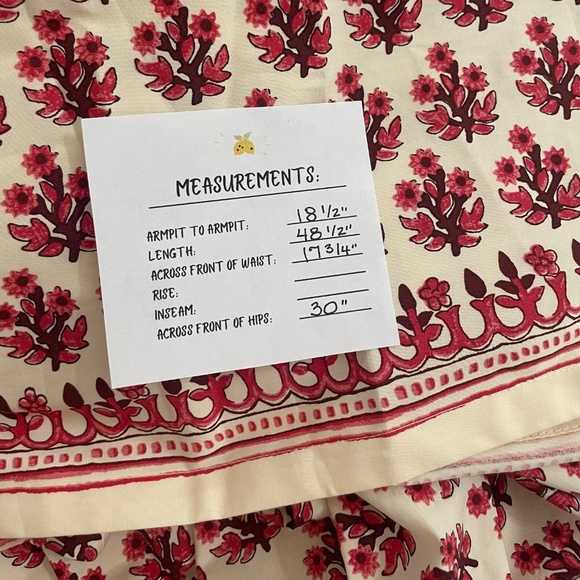 MEASUREMENTS:
ARMPIT TO ARMPIT: 18 1/2"
LENGTH: 48 1/2"
ACROSS FRONT OF WAIST: 17 3/4"
RISE:
INSEAM:
ACROSS FRONT OF HIPS: 30"